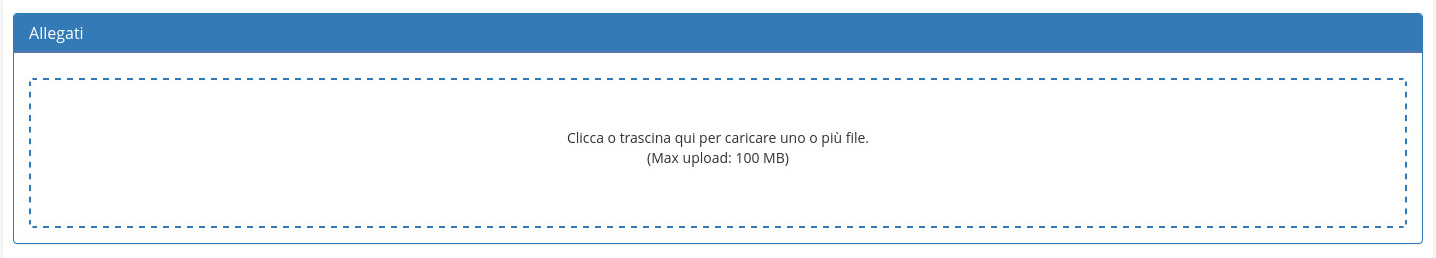 Allegati
Clicca o trascina qui per caricare uno o più file.
(Max upload: 100 MB)